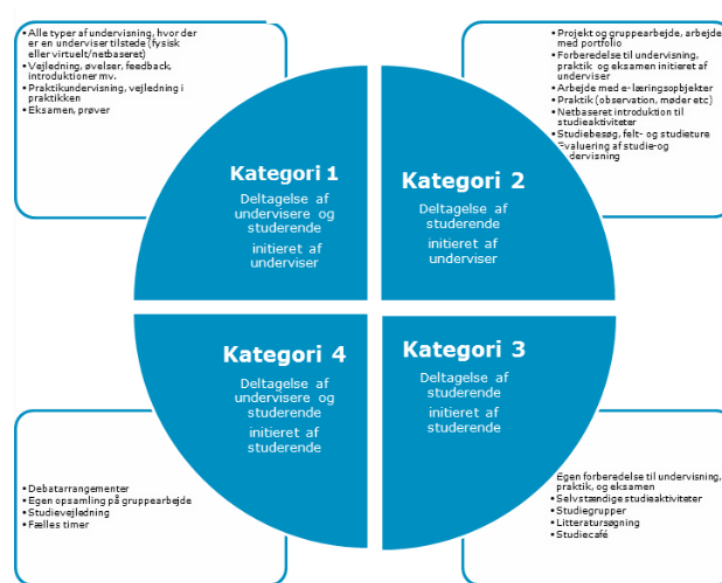 • Alle typer af undervisning, hvor der
er en underviser tilstede (fysisk
eller virtuelt/netbaseret)
• Vejledning, øvelser, feedback,
introduktioner mv.
• Praktikundervisning, vejledning i
praktikken
• Eksamen, prøver
• Projekt og gruppearbejde, arbejde
med portfolio
• Forberedelse til undervisning,
praktik og eksamen initieret af
underviser
• Arbejde med e-læringsobjekter
• Praktik (observation, møder etc)
• Netbaseret introduktion til
studieaktiviteter
• Studiebesøg, felt- og studieture
Evaluering af studie-og
dervisning
Kategori 1
Deltagelse af
undervisere og
studerende
initieret af
underviser
Kategori 2
Deltagelse af
studerende
initieret af
underviser
Kategori 4
Deltagelse af
undervisere og
studerende
initieret af
studerende
Kategori 3
Deltagelse af
studerende
initieret af
studerende
• Debatarrangementer
• Egen opsamling på gruppearbejde
• Studievejledning
• Fælles timer
Egen forberedelse til undervisning,
praktik, og eksamen
• Selvstændige studieaktiviteter
• Studiegrupper
• Litteratursøgning
• Studiecafé